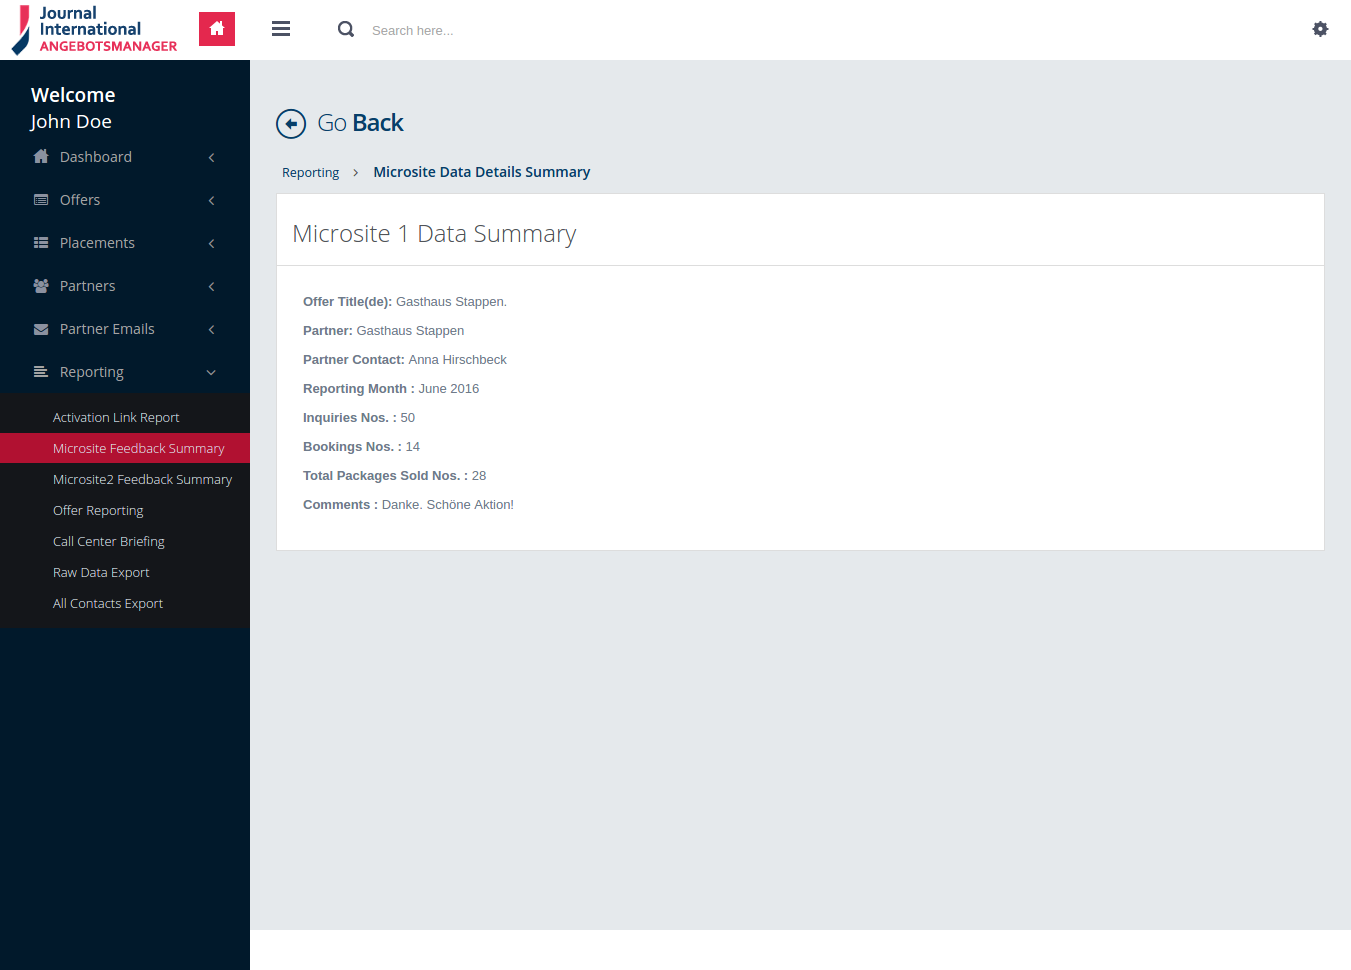 Journal
International
ANGEBOTSMANAGER
Search here...
Welcome
John Doe
Dashboard
Offers
Placements
Partners
Partner Emails
Reporting
Activation Link Report
Microsite Feedback Summary
Microsite2 Feedback Summary
Offer Reporting
Call Center Briefing
Raw Data Export
All Contacts Export
Go Back
Reporting > Microsite Data Details Summary
Microsite 1 Data Summary
Offer Title(de): Gasthaus Stappen.
Partner: Gasthaus Stappen
Partner Contact: Anna Hirschbeck
Reporting Month : June 2016
Inquiries Nos. : 50
Bookings Nos. : 14
Total Packages Sold Nos. : 28
Comments : Danke. Schöne Aktion!